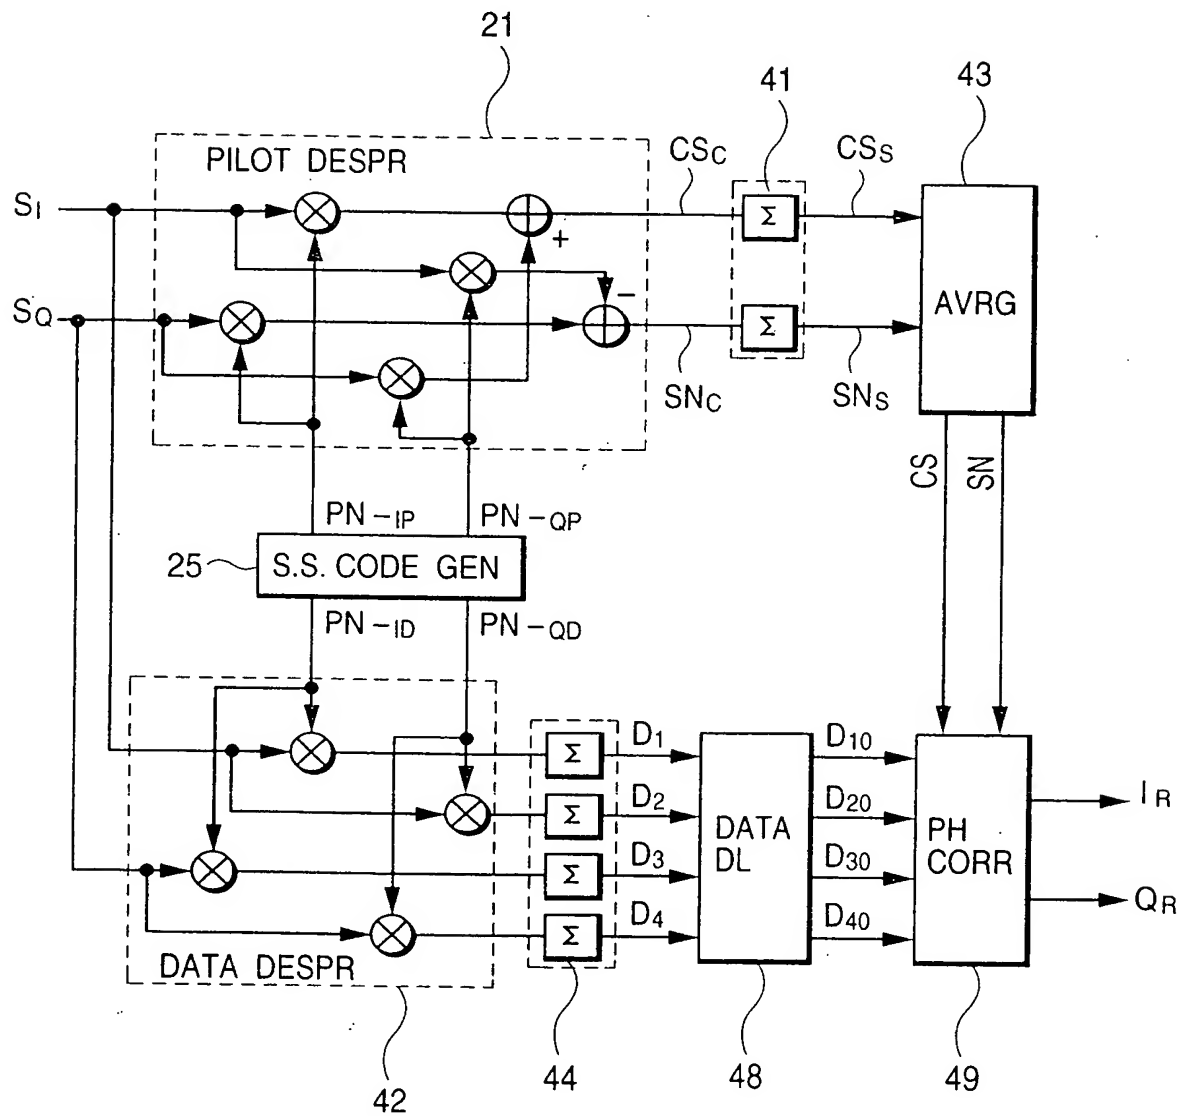 21
41
43
PILOT DESPR
CSC
CSS
SI
Σ
+
AVRG
SQ
−
Σ
SNC
SNS
CS
SN
PN-IP
PN-QP
25
S.S. CODE GEN
PN-ID
PN-QD
Σ
D1
D10
IR
Σ
D2
DATA
DL
D20
PH
CORR
Σ
D3
D30
QR
Σ
D4
D40
DATA DESPR
42
44
48
49